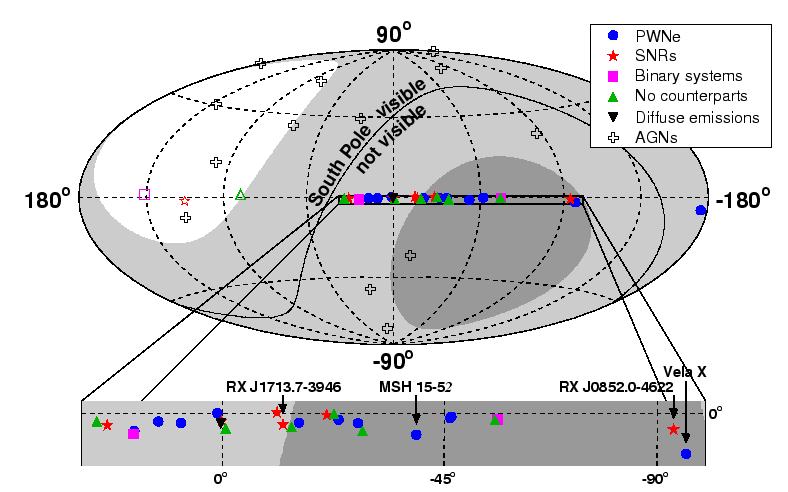 90°
PWNe
SNRs
Binary systems
No counterparts
Diffuse emissions
AGNs
South Pole visible
not visible
180°
-180°
-90°
Vela X
RX J1713.7-3946
MSH 15-52
RX J0852.0-4622
0°
0°
-45°
-90°